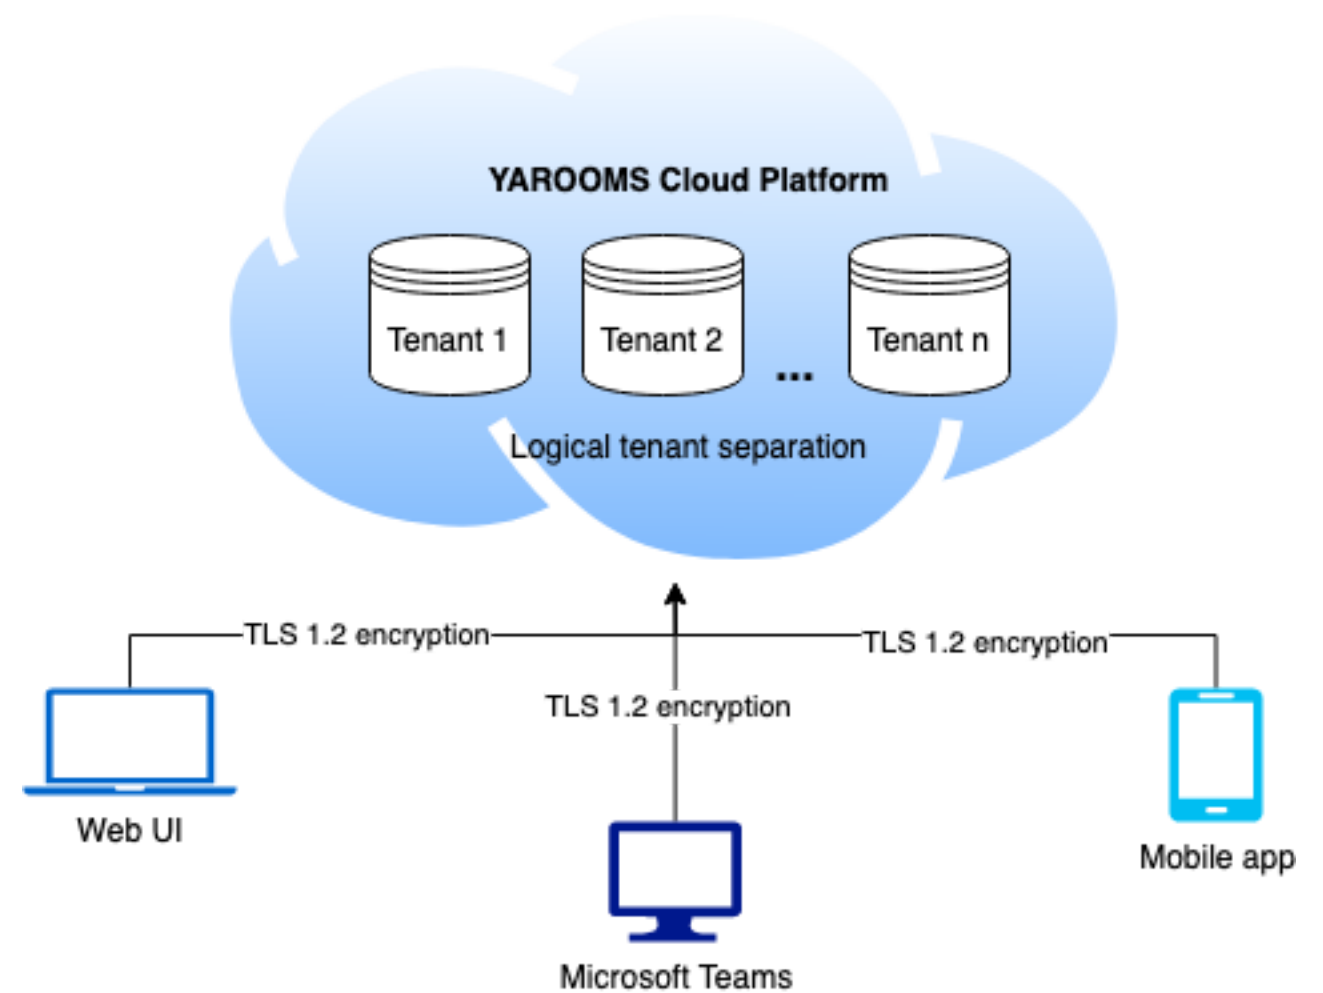 YAROOMS Cloud Platform
Tenant 1
Tenant 2
...
Tenant n
Logical tenant separation
TLS 1.2 encryption
TLS 1.2 encryption
TLS 1.2 encryption
Web UI
Mobile app
Microsoft Teams